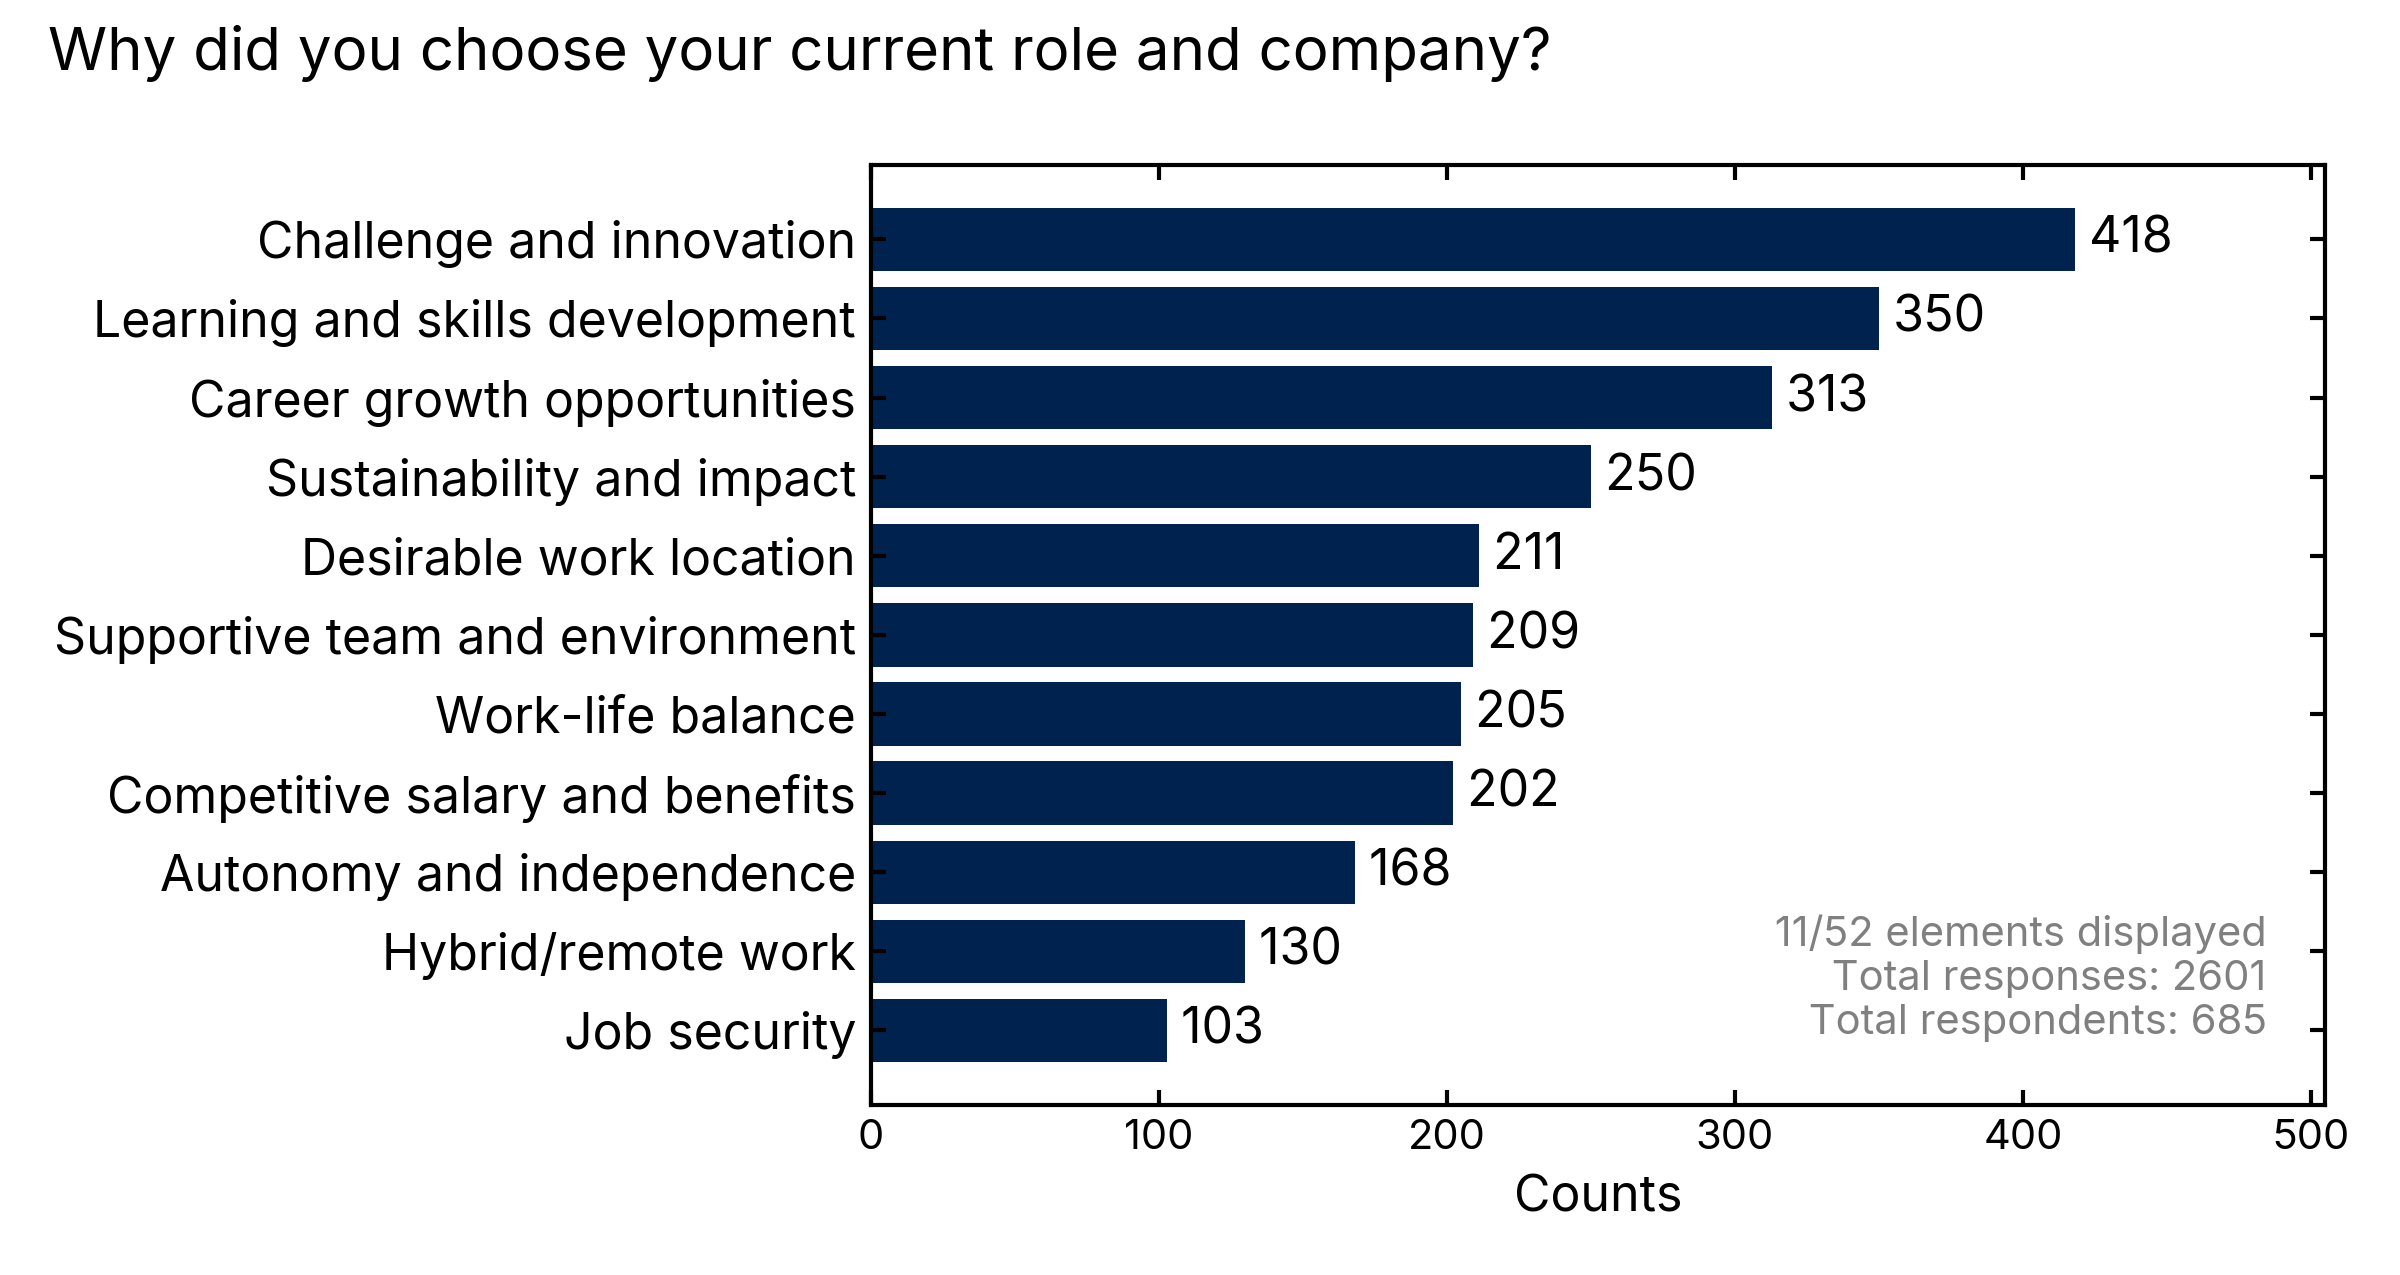 Why did you choose your current role and company?
Challenge and innovation 418
Learning and skills development 350
Career growth opportunities 313
Sustainability and impact 250
Desirable work location 211
Supportive team and environment 209
Work-life balance 205
Competitive salary and benefits 202
Autonomy and independence 168
Hybrid/remote work 130
Job security 103
11/52 elements displayed
Total responses: 2601
Total respondents: 685
0 100 200 300 400 500
Counts